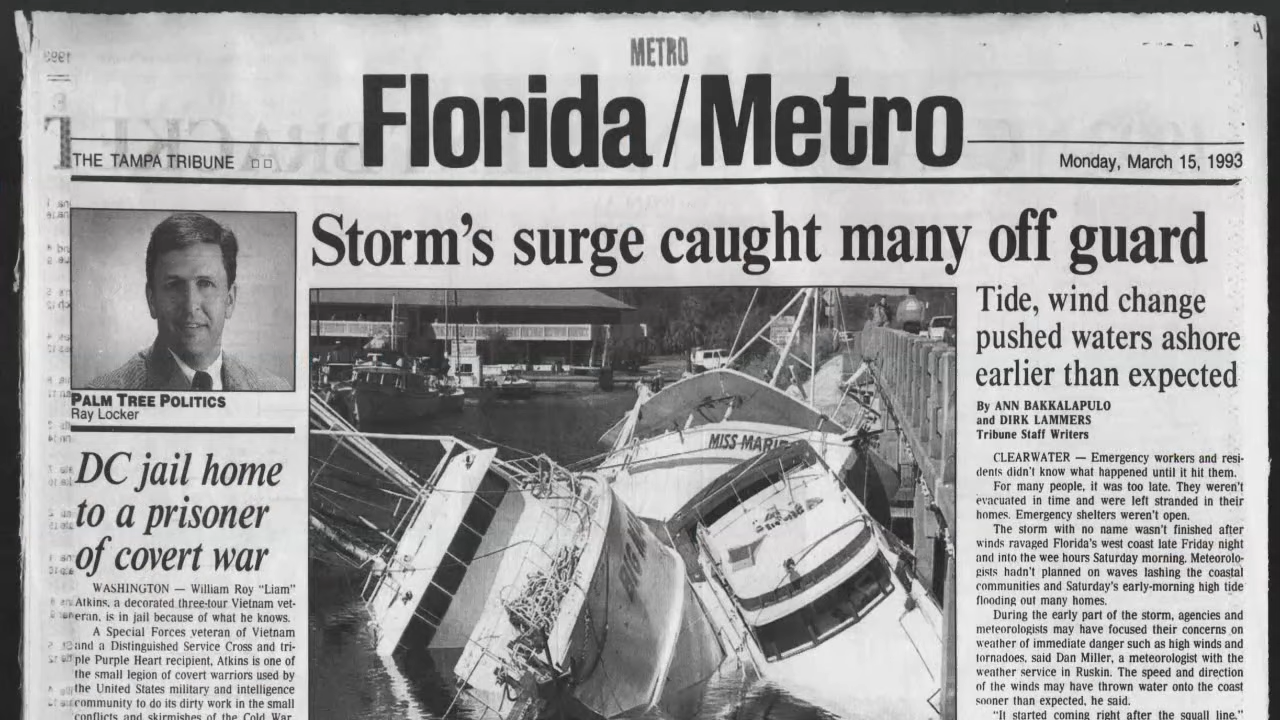 METRO
Florida/Metro
THE TAMPA TRIBUNE
Monday, March 15, 1993
Storm's surge caught many off guard
PALM TREE POLITICS
Ray Locker
DC jail home
to a prisoner
of covert war
WASHINGTON — William Roy "Liam"
Atkins, a decorated three-tour Vietnam vet-
eran, is in jail because of what he knows.
A Special Forces veteran of Vietnam
and a Distinguished Service Cross and tri-
ple Purple Heart recipient, Atkins is one of
the small legion of covert warriors used by
the United States military and intelligence
community to do its dirty work in the small
conflicts and skirmishes of the Cold War.
MISS MARIE
Tide, wind change
pushed waters ashore
earlier than expected
By ANN BAKKALAPULO
and DIRK LAMMERS
Tribune Staff Writers
CLEARWATER — Emergency workers and resi-
dents didn't know what happened until it hit them.
For many people, it was too late. They weren't
evacuated in time and were left stranded in their
homes. Emergency shelters weren't open.
The storm with no name wasn't finished after
winds ravaged Florida's west coast late Friday night
and into the wee hours Saturday morning. Meteorolo-
gists hadn't planned on waves lashing the coastal
communities and Saturday's early-morning high tide
flooding out many homes.
During the early part of the storm, agencies and
meteorologists may have focused their concerns on
weather of immediate danger such as high winds and
tornadoes, said Dan Miller, a meteorologist with the
weather service in Ruskin. The speed and direction
of the winds may have thrown water onto the coast
sooner than expected, he said.
"It started coming right after the squall line,"